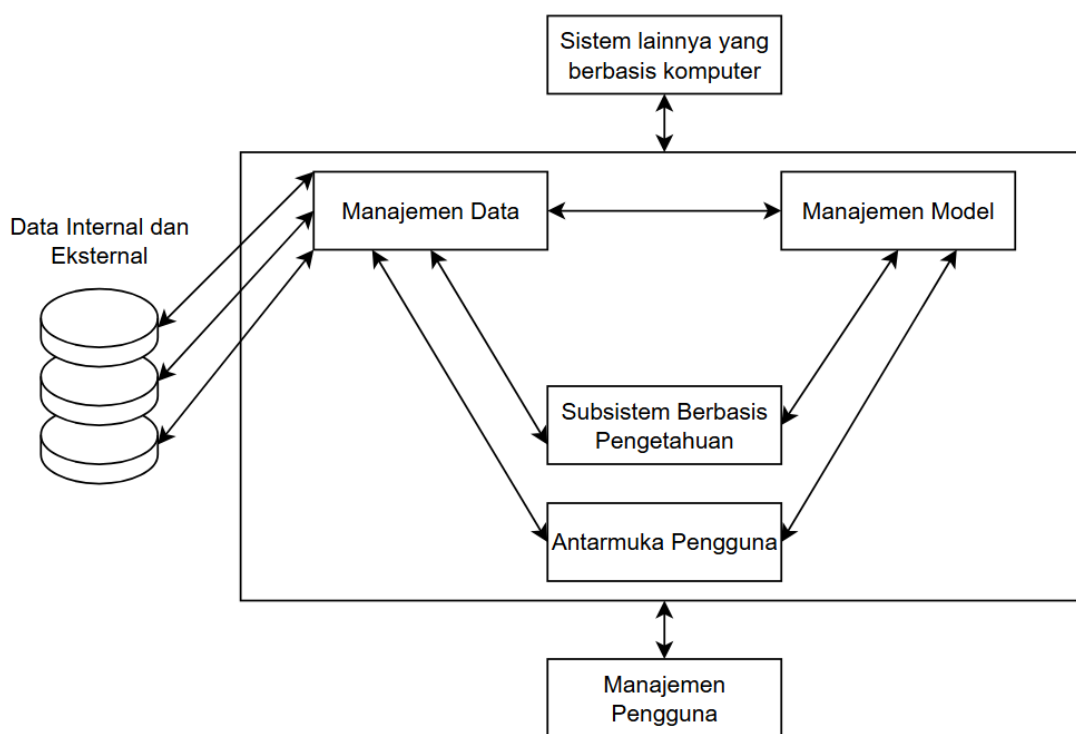 Sistem lainnya yang
berbasis komputer
Manajemen Data
Manajemen Model
Data Internal dan
Eksternal
Subsistem Berbasis
Pengetahuan
Antarmuka Pengguna
Manajemen
Pengguna